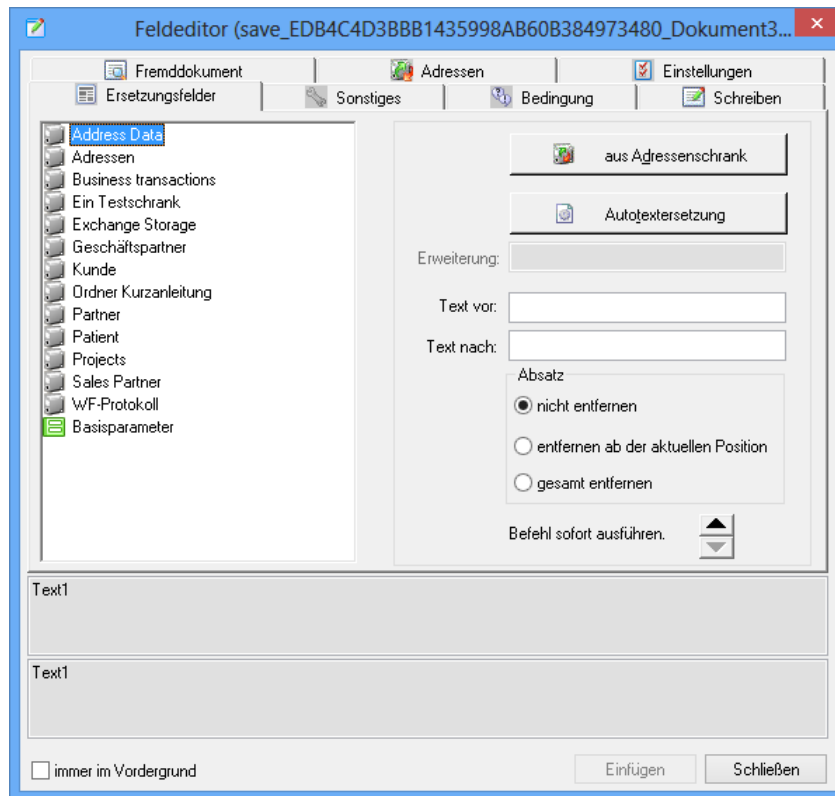 Feldeditor (save_EDB4C4D3BBB1435998AB60B384973480_Dokument3...
Fremddokument
Adressen
Einstellungen
Ersetzungsfelder
Sonstiges
Bedingung
Schreiben
Address Data
Adressen
Business transactions
Ein Testschrank
Exchange Storage
Geschäftspartner
Kunde
Ordner Kurzanleitung
Partner
Patient
Projects
Sales Partner
WF-Protokoll
Basisparameter
aus Adressenschrank
Autotextersetzung
Erweiterung:
Text vor:
Text nach:
Absatz
nicht entfernen
entfernen ab der aktuellen Position
gesamt entfernen
Befehl sofort ausführen.
Text1
Text1
immer im Vordergrund
Einfügen
Schließen